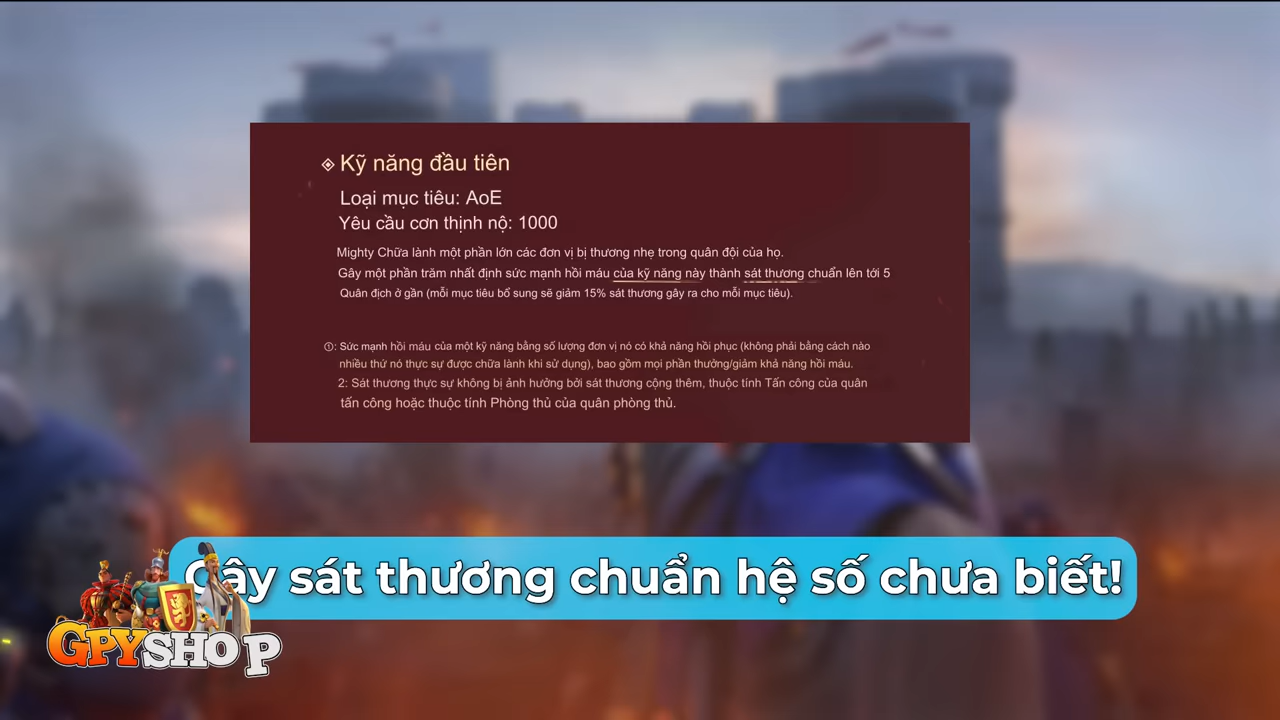 Kỹ năng đầu tiên
Loại mục tiêu: AoE
Yêu cầu cơn thịnh nộ: 1000
Mighty Chữa lành một phần lớn các đơn vị bị thương nhẹ trong quân đội của họ.
Gây một phần trăm nhất định sức mạnh hồi máu của kỹ năng này thành sát thương chuẩn lên tới 5
Quân địch ở gần (mỗi mục tiêu bổ sung sẽ giảm 15% sát thương gây ra cho mỗi mục tiêu).
①: Sức mạnh hồi máu của một kỹ năng bằng số lượng đơn vị nó có khả năng hồi phục (không phải bằng cách nào
nhiều thứ nó thực sự được chữa lành khi sử dụng), bao gồm mọi phần thưởng/giảm khả năng hồi máu.
2: Sát thương thực sự không bị ảnh hưởng bởi sát thương cộng thêm, thuộc tính Tấn công của quân
tấn công hoặc thuộc tính Phòng thủ của quân phòng thủ.
Gây sát thương chuẩn hệ số chưa biết!
GPYSHOP